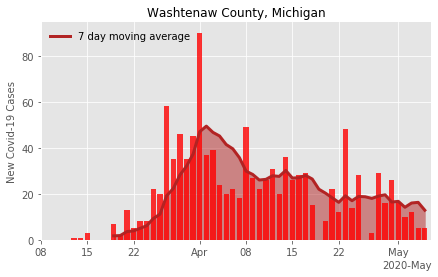 Washtenaw County, Michigan
7 day moving average
New Covid-19 Cases
80
60
40
20
0
08 15 22 Apr 08 15 22 May
2020-May